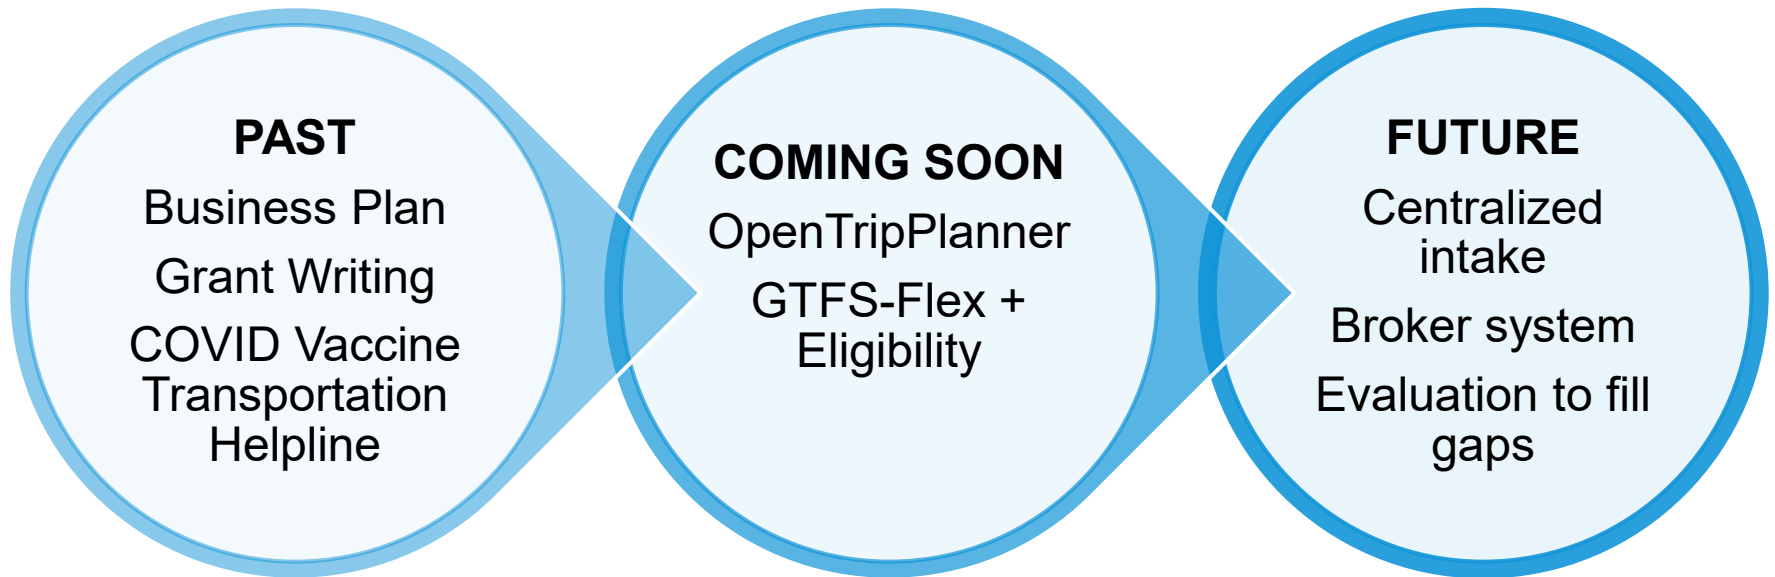 PAST
Business Plan
Grant Writing
COVID Vaccine
Transportation
Helpline
COMING SOON
OpenTripPlanner
GTFS-Flex +
Eligibility
FUTURE
Centralized
intake
Broker system
Evaluation to fill
gaps